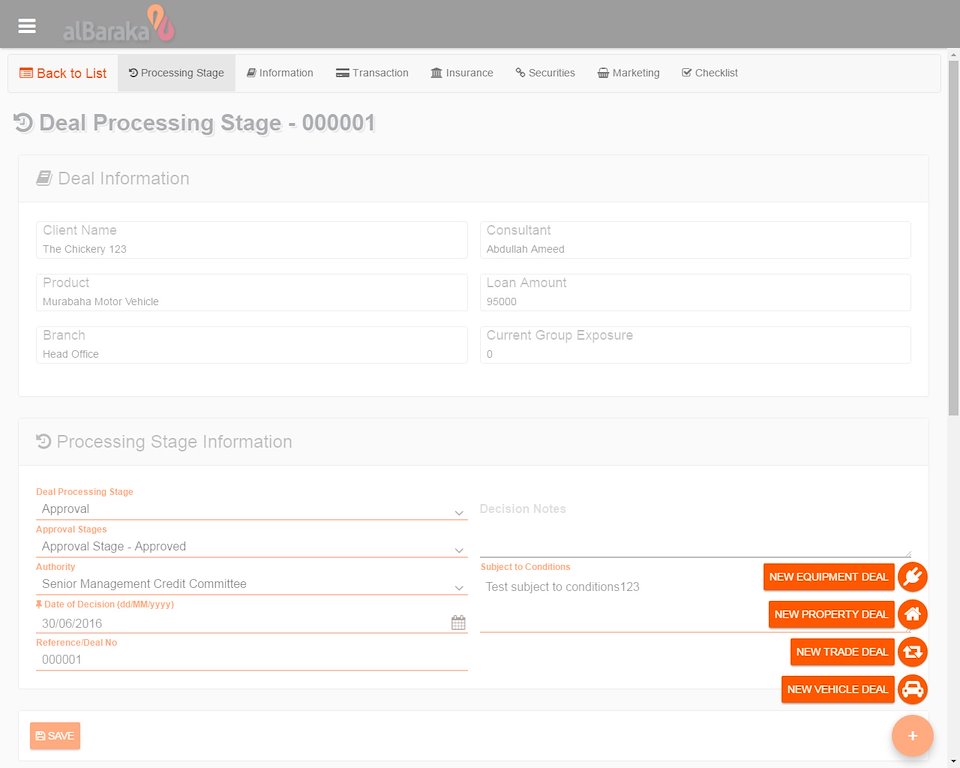 alBaraka
Back to List Processing Stage Information Transaction Insurance Securities Marketing Checklist
Deal Processing Stage - 000001
Deal Information
Client Name
The Chickery 123
Consultant
Abdullah Ameed
Product
Murabaha Motor Vehicle
Loan Amount
95000
Branch
Head Office
Current Group Exposure
0
Processing Stage Information
Deal Processing Stage
Approval
Decision Notes
Approval Stages
Approval Stage - Approved
Authority
Senior Management Credit Committee
Subject to Conditions
Test subject to conditions123
Date of Decision (dd/MM/yyyy)
30/06/2016
Reference/Deal No
000001
NEW EQUIPMENT DEAL
NEW PROPERTY DEAL
NEW TRADE DEAL
NEW VEHICLE DEAL
SAVE
+